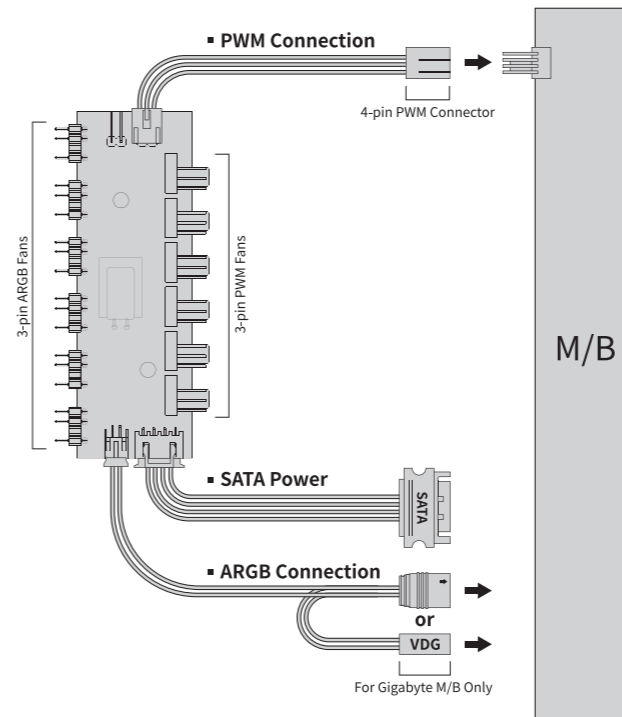 ▪ PWM Connection
4-pin PWM Connector
3-pin ARGB Fans
3-pin PWM Fans
M/B
▪ SATA Power
SATA
▪ ARGB Connection
or
VDG
For Gigabyte M/B Only